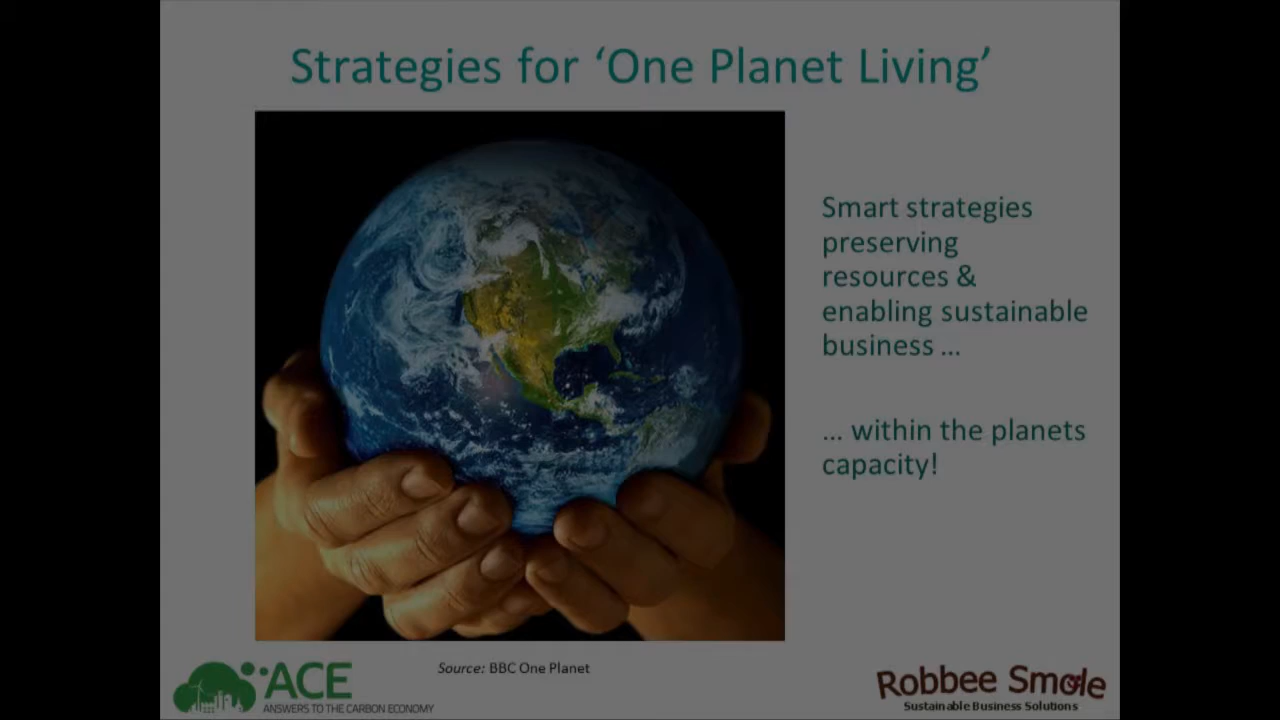 Strategies for ‘One Planet Living’
Smart strategies
preserving
resources &
enabling sustainable
business …
… within the planets
capacity!
Source: BBC One Planet
ACE
ANSWERS TO THE CARBON ECONOMY
Robbee Smole
Sustainable Business Solutions